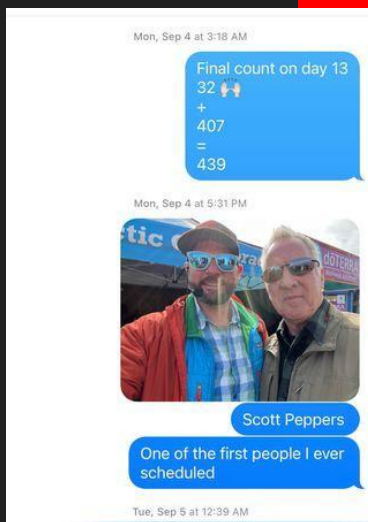 Mon, Sep 4 at 3:18 AM
Final count on day 13
32 🙌🏻
+
407
=
439
Mon, Sep 4 at 5:31 PM
tic
dōTERRA
Scott Peppers
One of the first people I ever
scheduled
Tue, Sep 5 at 12:39 AM